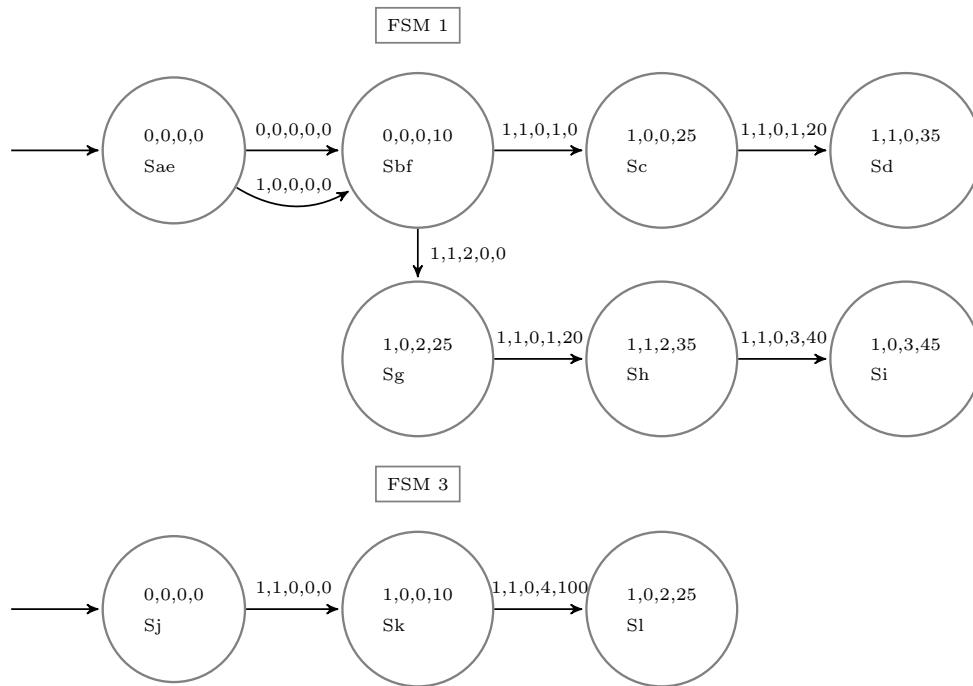 FSM 1
0,0,0,0
Sae
0,0,0,0,0
1,0,0,0,0
0,0,0,10
Sbf
1,1,0,1,0
1,0,0,25
Sc
1,1,0,1,20
1,1,0,35
Sd
1,1,2,0,0
1,0,2,25
Sg
1,1,0,1,20
1,1,2,35
Sh
1,1,0,3,40
1,0,3,45
Si
FSM 3
0,0,0,0
Sj
1,1,0,0,0
1,0,0,10
Sk
1,1,0,4,100
1,0,2,25
Sl